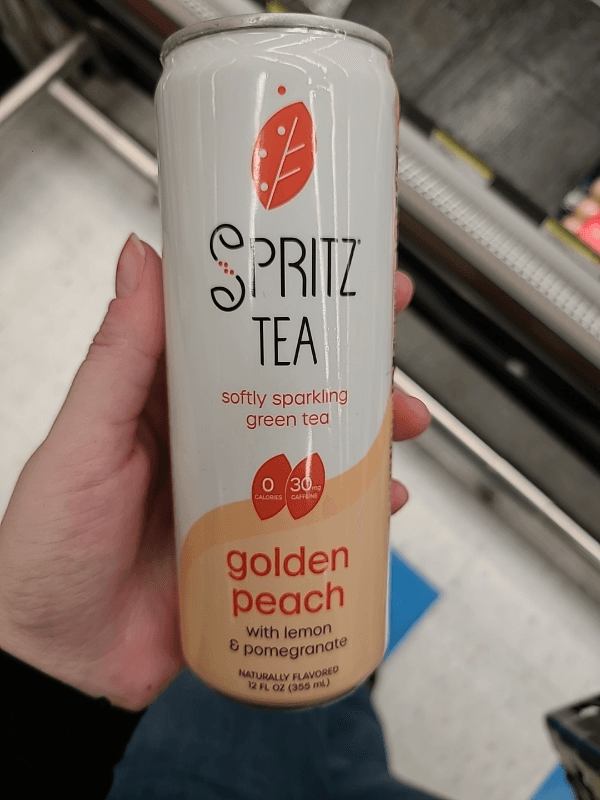 SPRITZ
TEA
softly sparkling
green tea
0 30mg
CALORIES CAFFEINE
golden
peach
with lemon
& pomegranate
NATURALLY FLAVORED
12 FL OZ (355 mL)